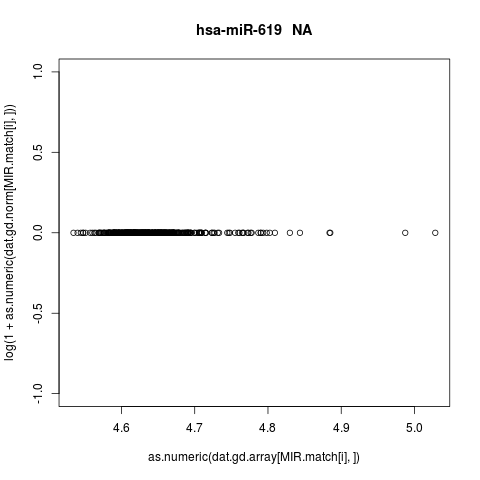 hsa-miR-619 NA
log(1 + as.numeric(dat.gd.norm[MIR.match[i], ]))
1.0
0.5
0.0
-0.5
-1.0
4.6 4.7 4.8 4.9 5.0
as.numeric(dat.gd.array[MIR.match[i], ])